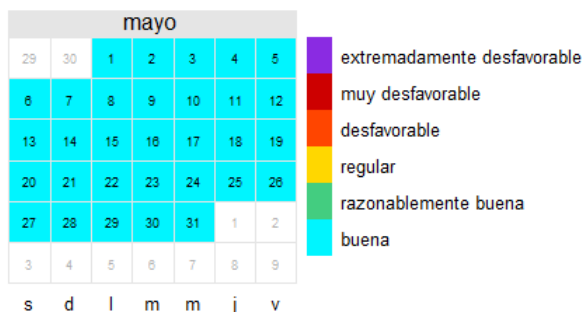 mayo
29 30 1 2 3 4 5
6 7 8 9 10 11 12
13 14 15 16 17 18 19
20 21 22 23 24 25 26
27 28 29 30 31 1 2
3 4 5 6 7 8 9
s d l m m j v
extremadamente desfavorable
muy desfavorable
desfavorable
regular
razonablemente buena
buena